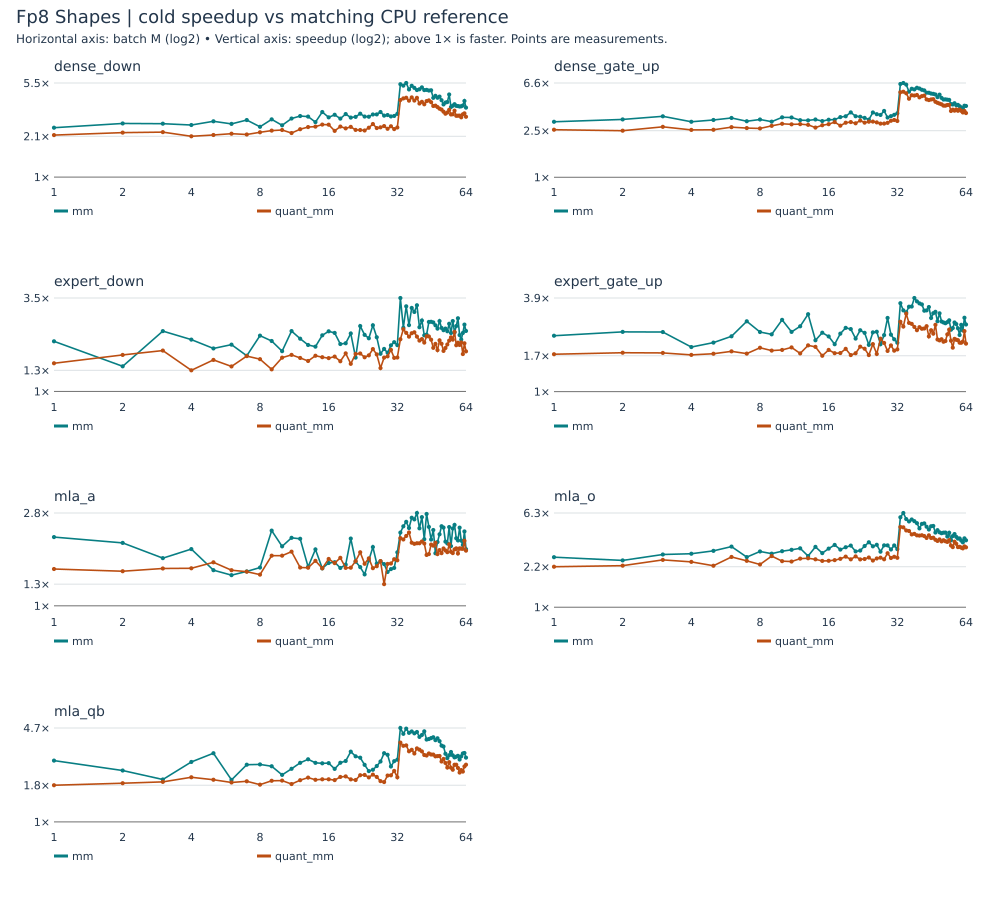 Fp8 Shapes | cold speedup vs matching CPU reference
Horizontal axis: batch M (log2) • Vertical axis: speedup (log2); above 1× is faster. Points are measurements.
dense_down
5.5×
2.1×
1×
1 2 4 8 16 32 64
mm quant_mm
dense_gate_up
6.6×
2.5×
1×
1 2 4 8 16 32 64
mm quant_mm
expert_down
3.5×
1.3×
1×
1 2 4 8 16 32 64
mm quant_mm
expert_gate_up
3.9×
1.7×
1×
1 2 4 8 16 32 64
mm quant_mm
mla_a
2.8×
1.3×
1×
1 2 4 8 16 32 64
mm quant_mm
mla_o
6.3×
2.2×
1×
1 2 4 8 16 32 64
mm quant_mm
mla_qb
4.7×
1.8×
1×
1 2 4 8 16 32 64
mm quant_mm